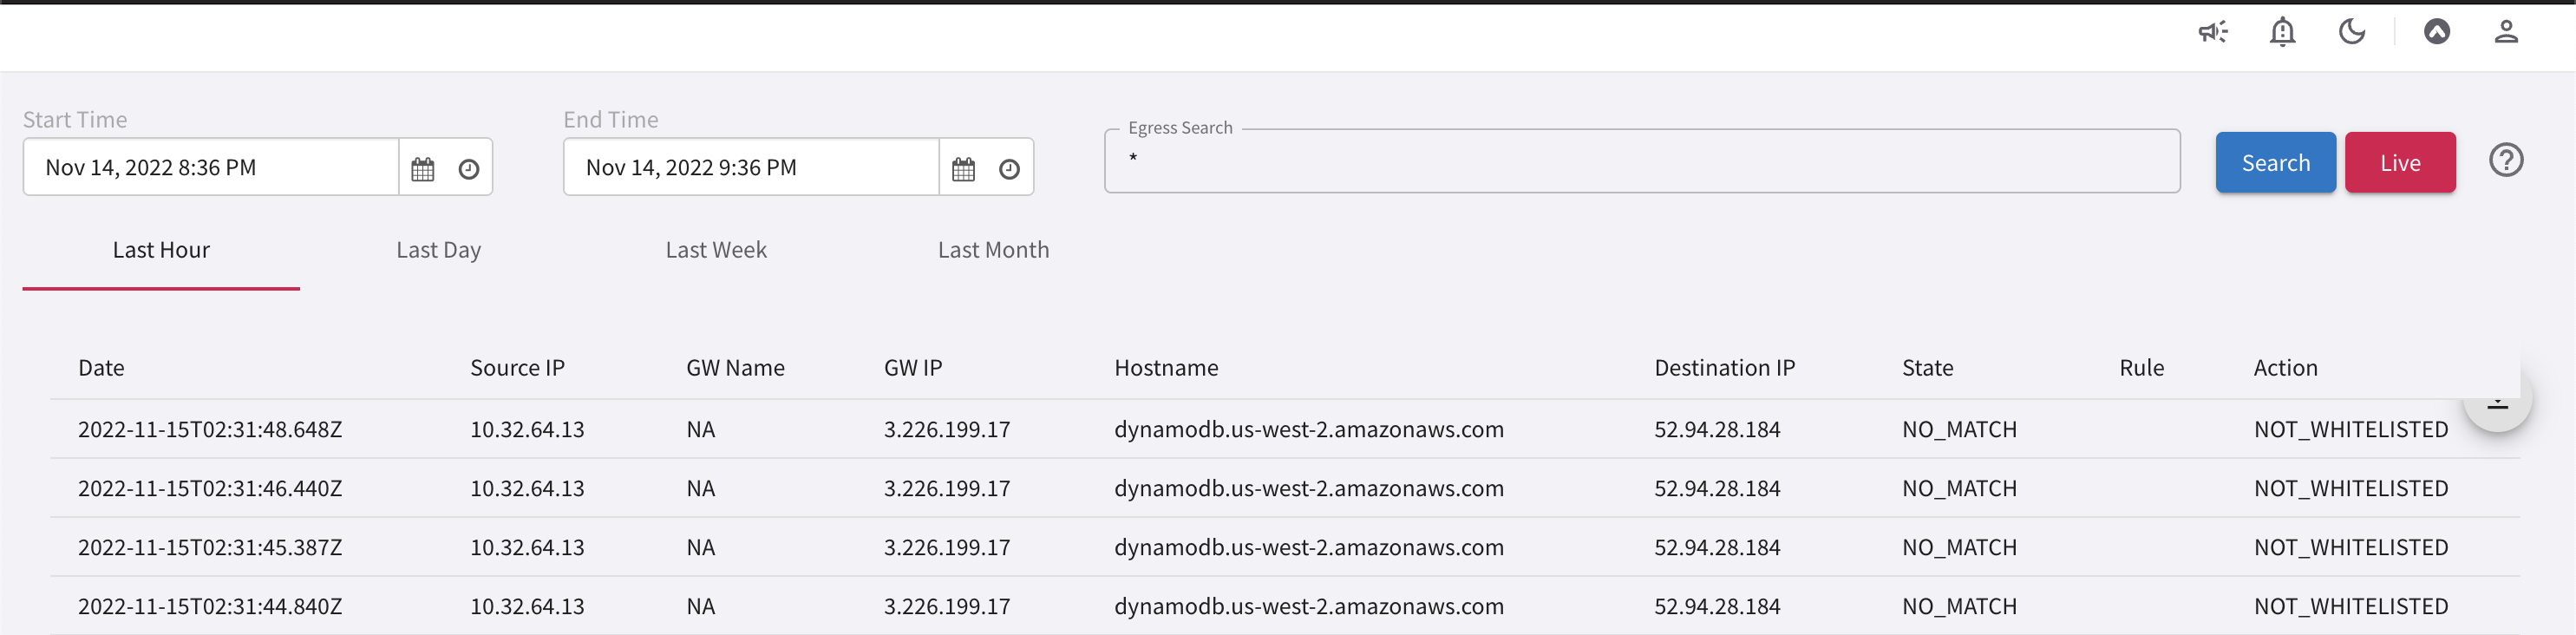 Start Time End Time Egress Search
Nov 14, 2022 8:36 PM Nov 14, 2022 9:36 PM * Search Live
Last Hour Last Day Last Week Last Month
Date Source IP GW Name GW IP Hostname Destination IP State Rule Action
2022-11-15T02:31:48.648Z 10.32.64.13 NA 3.226.199.17 dynamodb.us-west-2.amazonaws.com 52.94.28.184 NO_MATCH NOT_WHITELISTED
2022-11-15T02:31:46.440Z 10.32.64.13 NA 3.226.199.17 dynamodb.us-west-2.amazonaws.com 52.94.28.184 NO_MATCH NOT_WHITELISTED
2022-11-15T02:31:45.387Z 10.32.64.13 NA 3.226.199.17 dynamodb.us-west-2.amazonaws.com 52.94.28.184 NO_MATCH NOT_WHITELISTED
2022-11-15T02:31:44.840Z 10.32.64.13 NA 3.226.199.17 dynamodb.us-west-2.amazonaws.com 52.94.28.184 NO_MATCH NOT_WHITELISTED